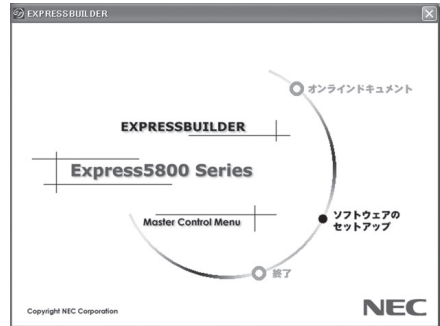 EXPRESSBUILDER
オンラインドキュメント
EXPRESSBUILDER
Express5800 Series
ソフトウェアの
セットアップ
Master Control Menu
終了
Copyright NEC Corporation
NEC